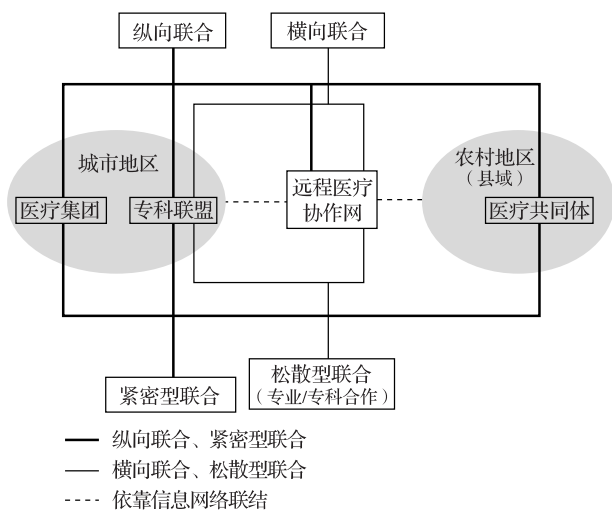 纵向联合
横向联合
城市地区
农村地区
（县域）
医疗集团
专科联盟
远程医疗
协作网
医疗共同体
紧密型联合
松散型联合
（专业/专科合作）
纵向联合、紧密型联合
横向联合、松散型联合
依靠信息网络联结